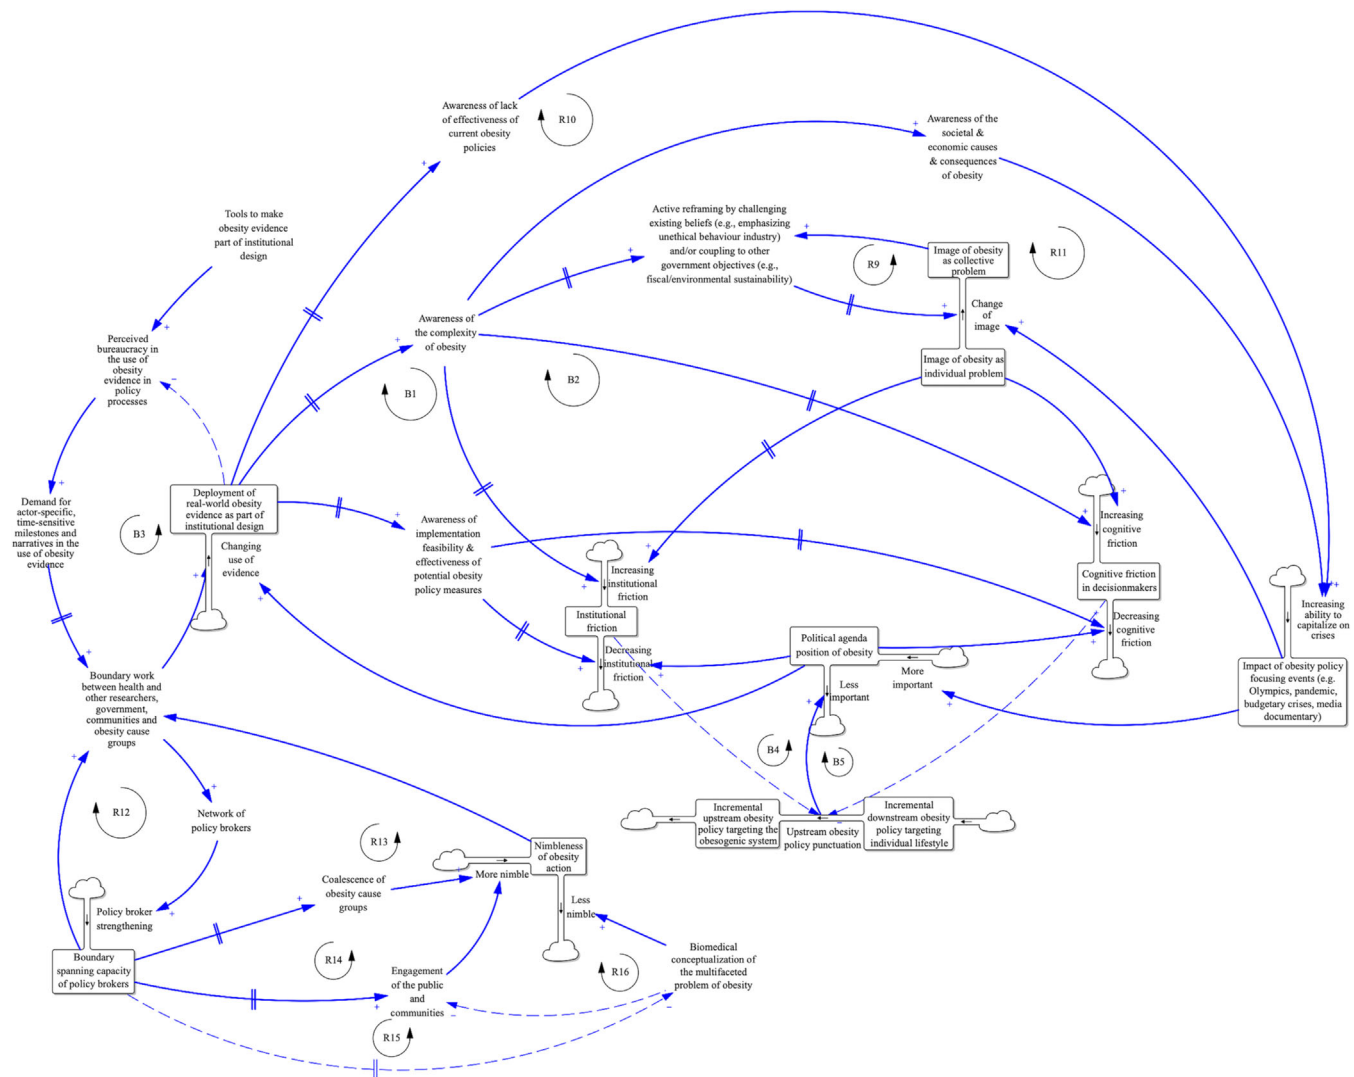 Awareness of lack
of effectiveness of
current obesity
policies
R10
Awareness of the
societal &
economic causes
& consequences
of obesity
Tools to make
obesity evidence
part of institutional
design
Active reframing by challenging
existing beliefs (e.g., emphasizing
unethical behaviour industry)
and/or coupling to other
government objectives (e.g.,
fiscal/environmental sustainability)
R9
Image of obesity
as collective
problem
R11
Change
of
image
Image of obesity as
individual problem
Perceived
bureaucracy in
the use of
obesity
evidence in
policy
processes
Awareness of
the complexity
of obesity
B1
B2
Demand for
actor-specific,
time-sensitive
milestones and
narratives in the
use of obesity
evidence
B3
Deployment of
real-world obesity
evidence as part of
institutional design
Changing
use of
evidence
Awareness of
implementation
feasibility &
effectiveness of
potential obesity
policy measures
Increasing
institutional
friction
Institutional
friction
Decreasing
institutional
friction
Increasing
cognitive
friction
Cognitive friction
in decisionmakers
Decreasing
cognitive
friction
Increasing
ability to
capitalize on
crises
Impact of obesity policy
focusing events (e.g.
Olympics, pandemic,
budgetary crises, media
documentary)
Political agenda
position of obesity
Less
important
More
important
B4
B5
Boundary work
between health and
other researchers,
government,
communities and
obesity cause
groups
Network of
policy brokers
R12
Policy broker
strengthening
Boundary
spanning capacity
of policy brokers
R13
Coalescence of
obesity cause
groups
R14
Engagement
of the public
and
communities
R15
More nimble
Nimbleness
of obesity
action
Less
nimble
R16
Biomedical
conceptualization of
the multifaceted
problem of obesity
Incremental
upstream obesity
policy targeting the
obesogenic system
Upstream obesity
policy punctuation
Incremental
downstream obesity
policy targeting
individual lifestyle